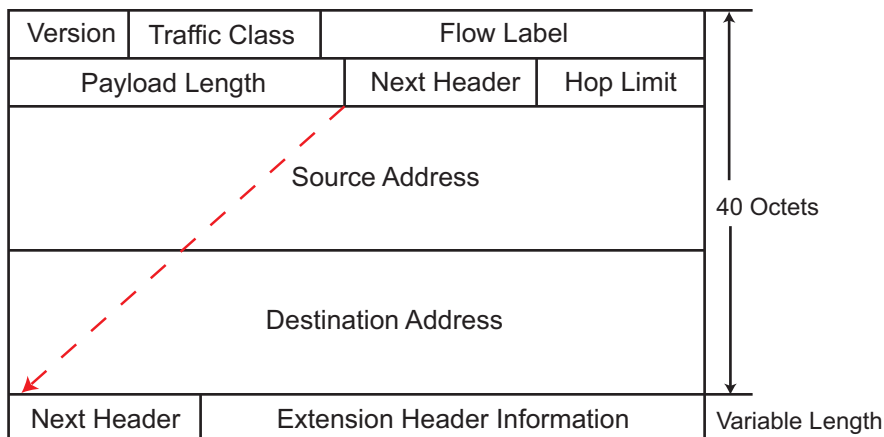 Version Traffic Class Flow Label
Payload Length Next Header Hop Limit
Source Address
40 Octets
Destination Address
Next Header Extension Header Information Variable Length